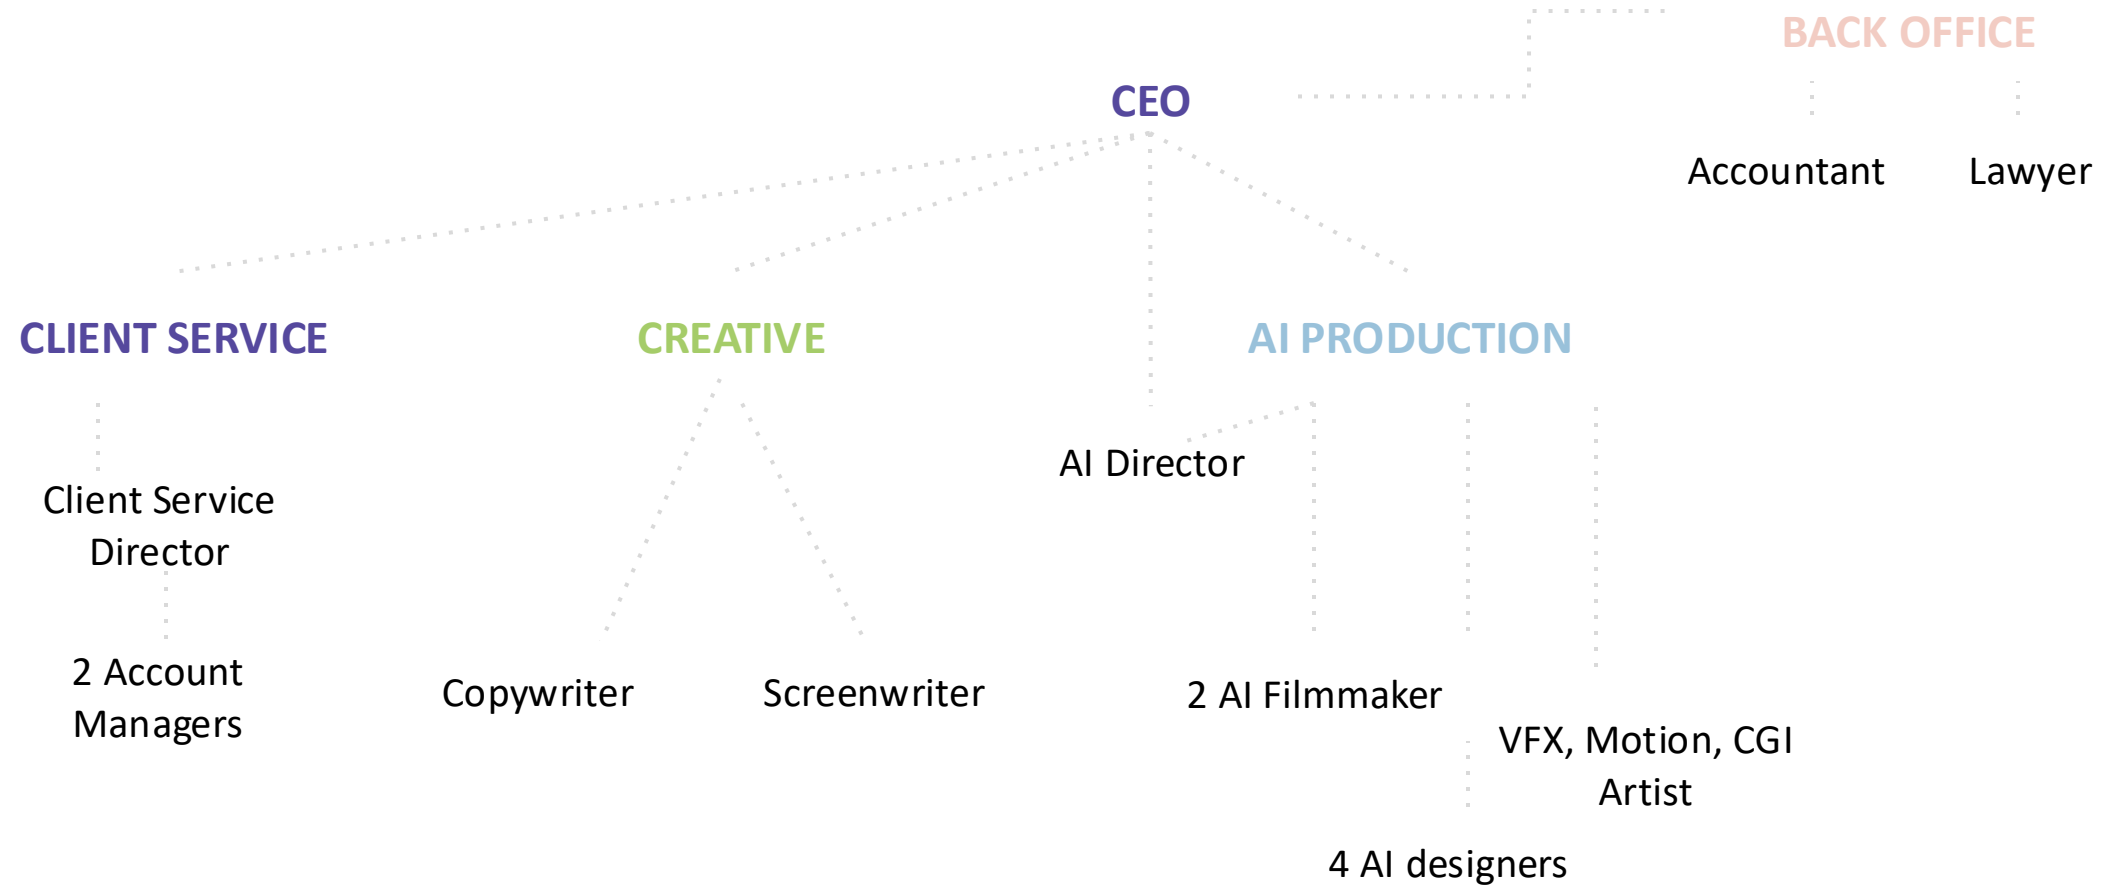 BACK OFFICE
CEO
Accountant
Lawyer
CLIENT SERVICE
CREATIVE
AI PRODUCTION
AI Director
Client Service
Director
2 Account
Managers
Copywriter
Screenwriter
2 AI Filmmaker
VFX, Motion, CGI
Artist
4 AI designers